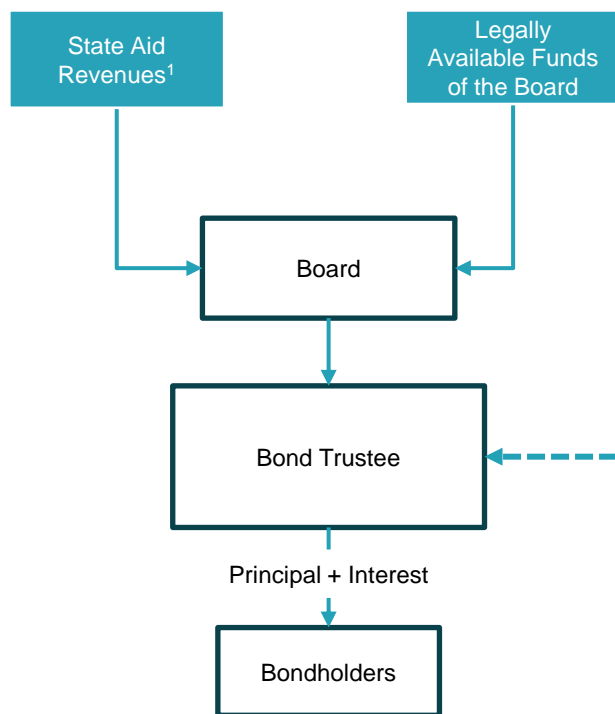 State Aid
Revenues¹
Legally
Available Funds
of the Board
Board
Bond Trustee
Principal + Interest
Bondholders